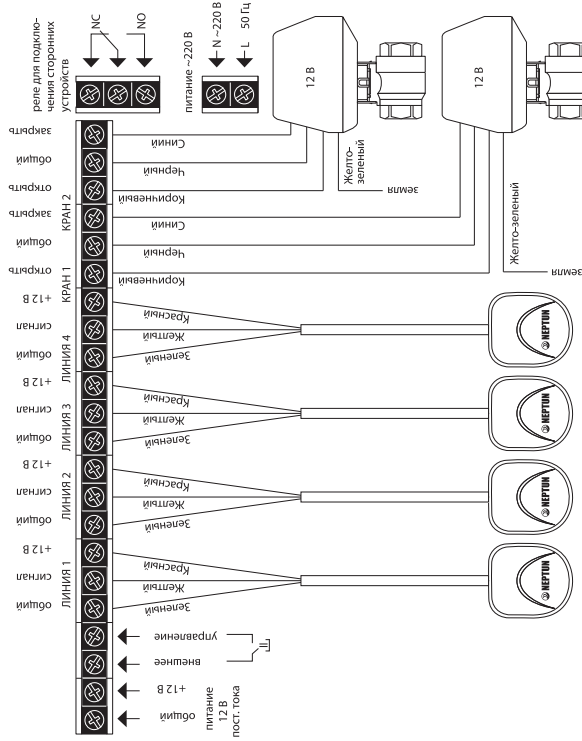 реле для подклю-
чения сторонних
устройств
NC
NO
питание ~220 В
N ~220 В
L 50 Гц
12 В
12 В
закрыть
общий
открыть
КРАН 2
закрыть
общий
открыть
КРАН 1
+12 В
сигнал
общий
ЛИНИЯ 4
+12 В
сигнал
общий
ЛИНИЯ 3
+12 В
сигнал
общий
ЛИНИЯ 2
+12 В
сигнал
общий
ЛИНИЯ 1
Синий
Черный
Коричневый
Желто-
зеленый
земля
Синий
Черный
Коричневый
Желто-зеленый
земля
Красный
Желтый
Зеленый
NEPTUN
Красный
Желтый
Зеленый
NEPTUN
Красный
Желтый
Зеленый
NEPTUN
Красный
Желтый
Зеленый
NEPTUN
управление
внешнее
+12 В
общий
питание
12 В
пост. тока